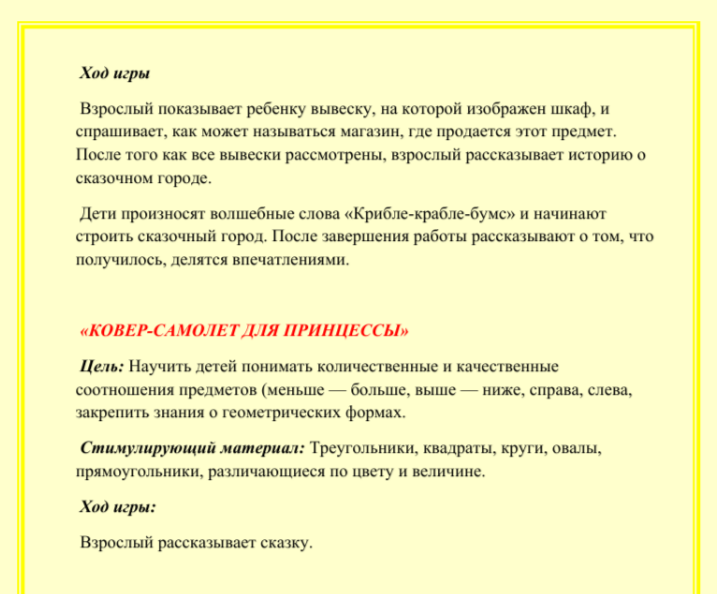 Ход игры
Взрослый показывает ребенку вывеску, на которой изображен шкаф, и
спрашивает, как может называться магазин, где продается этот предмет.
После того как все вывески рассмотрены, взрослый рассказывает историю о
сказочном городе.
Дети произносят волшебные слова «Крибле-крабле-бумс» и начинают
строить сказочный город. После завершения работы рассказывают о том, что
получилось, делятся впечатлениями.
«КОВЕР-САМОЛЕТ ДЛЯ ПРИНЦЕССЫ»
Цель: Научить детей понимать количественные и качественные
соотношения предметов (меньше — больше, выше — ниже, справа, слева,
закрепить знания о геометрических формах.
Стимулирующий материал: Треугольники, квадраты, круги, овалы,
прямоугольники, различающиеся по цвету и величине.
Ход игры:
Взрослый рассказывает сказку.